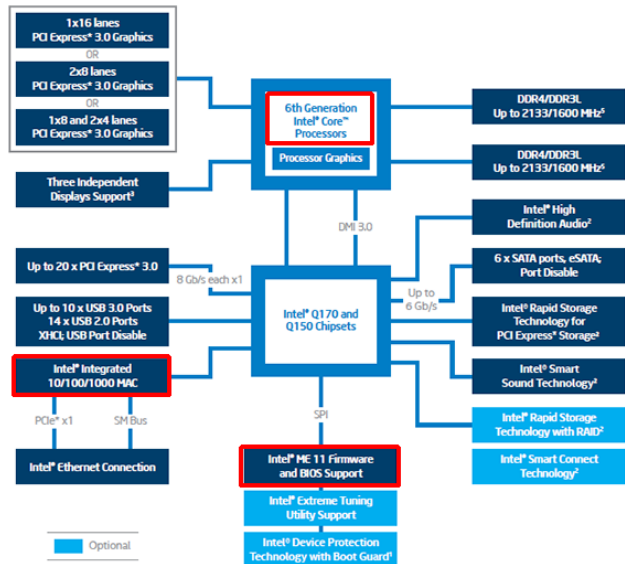 1x16 lanes
PCI Express* 3.0 Graphics
OR
2x8 lanes
PCI Express* 3.0 Graphics
OR
1x8 and 2x4 lanes
PCI Express* 3.0 Graphics
6th Generation
Intel® Core™
Processors
Processor Graphics
DDR4/DDR3L
Up to 2133/1600 MHz⁵
DDR4/DDR3L
Up to 2133/1600 MHz⁵
Three Independent
Displays Support³
DMI 3.0
Intel® High
Definition Audio²
Up to 20 x PCI Express* 3.0
8 Gb/s each x1
6 x SATA ports, eSATA;
Port Disable
Up to
6 Gb/s
Up to 10 x USB 3.0 Ports
14 x USB 2.0 Ports
XHCI; USB Port Disable
Intel® Q170 and
Q150 Chipsets
Intel® Rapid Storage
Technology for
PCI Express* Storage²
Intel® Integrated
10/100/1000 MAC
Intel® Smart
Sound Technology²
PCIe* x1
SM Bus
SPI
Intel® Rapid Storage
Technology with RAID²
Intel® Ethernet Connection
Intel® ME 11 Firmware
and BIOS Support
Intel® Smart Connect
Technology²
Intel® Extreme Tuning
Utility Support
Optional
Intel® Device Protection
Technology with Boot Guard¹